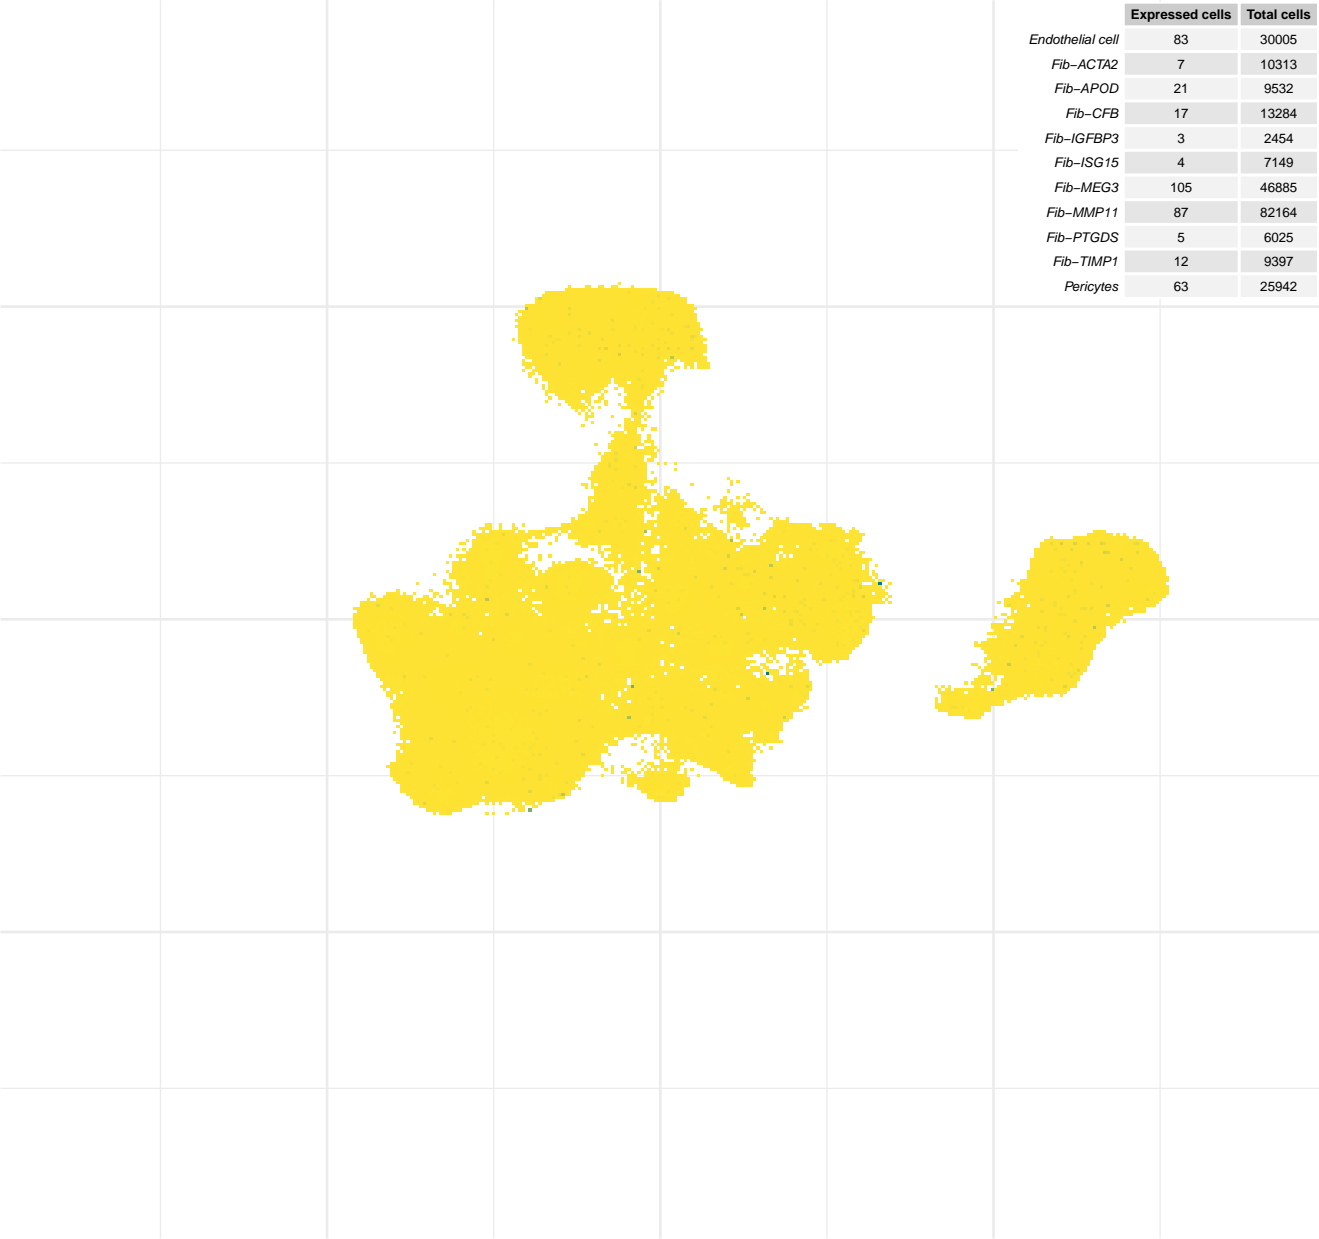 Expressed cells Total cells
Endothelial cell 83 30005
Fib−ACTA2 7 10313
Fib−APOD 21 9532
Fib−CFB 17 13284
Fib−IGFBP3 3 2454
Fib−ISG15 4 7149
Fib−MEG3 105 46885
Fib−MMP11 87 82164
Fib−PTGDS 5 6025
Fib−TIMP1 12 9397
Pericytes 63 25942